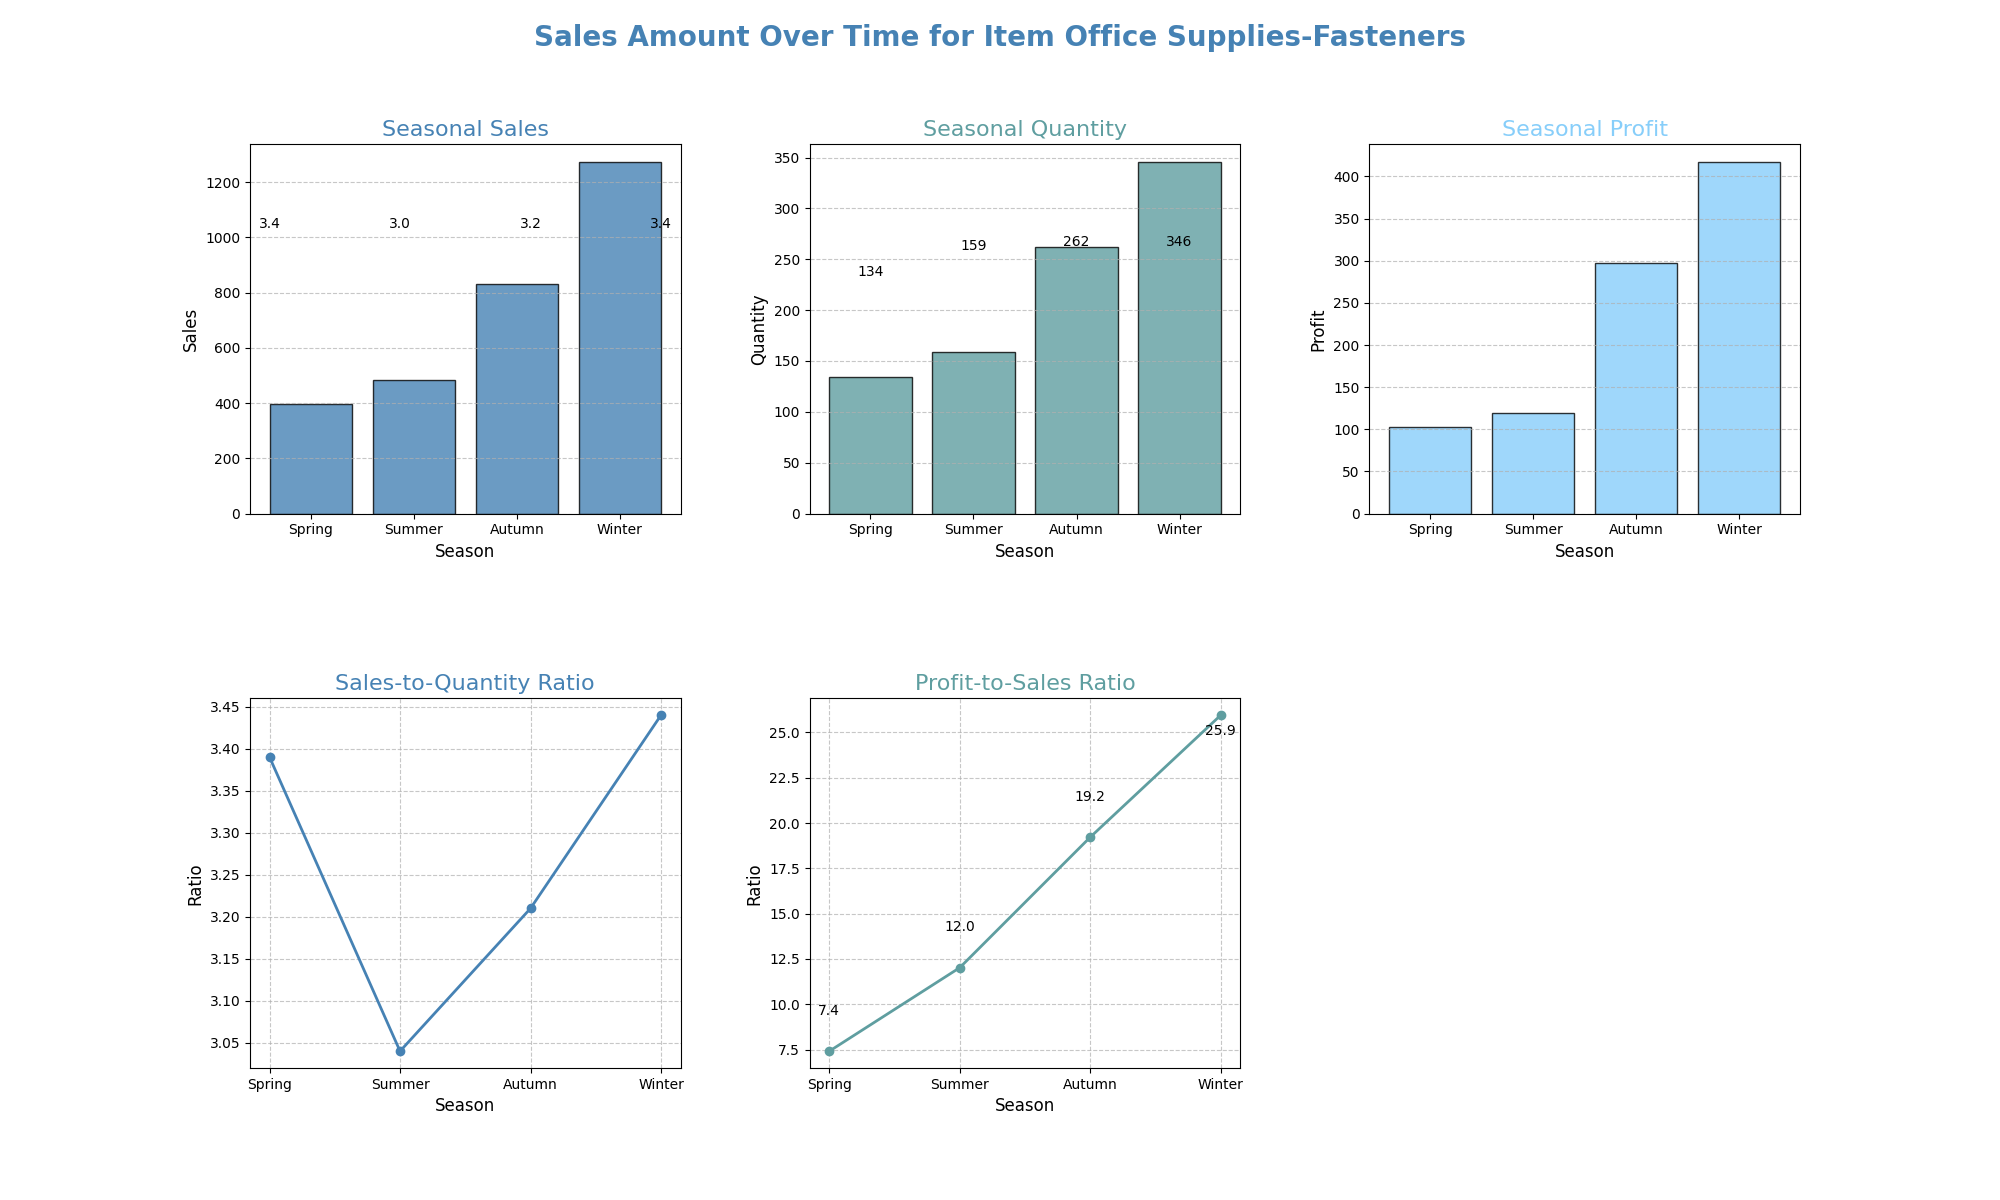 Sales Amount Over Time for Item Office Supplies-Fasteners
Seasonal Sales
1200
1000
800
600
400
200
0
Sales
3.4 3.0 3.2 3.4
Spring Summer Autumn Winter
Season
Seasonal Quantity
350
300
250
200
150
100
50
0
Quantity
134 159 262 346
Spring Summer Autumn Winter
Season
Seasonal Profit
400
350
300
250
200
150
100
50
0
Profit
Spring Summer Autumn Winter
Season
Sales-to-Quantity Ratio
3.45
3.40
3.35
3.30
3.25
3.20
3.15
3.10
3.05
Ratio
Spring Summer Autumn Winter
Season
Profit-to-Sales Ratio
25.0
22.5
20.0
17.5
15.0
12.5
10.0
7.5
Ratio
7.4 12.0 19.2 25.9
Spring Summer Autumn Winter
Season